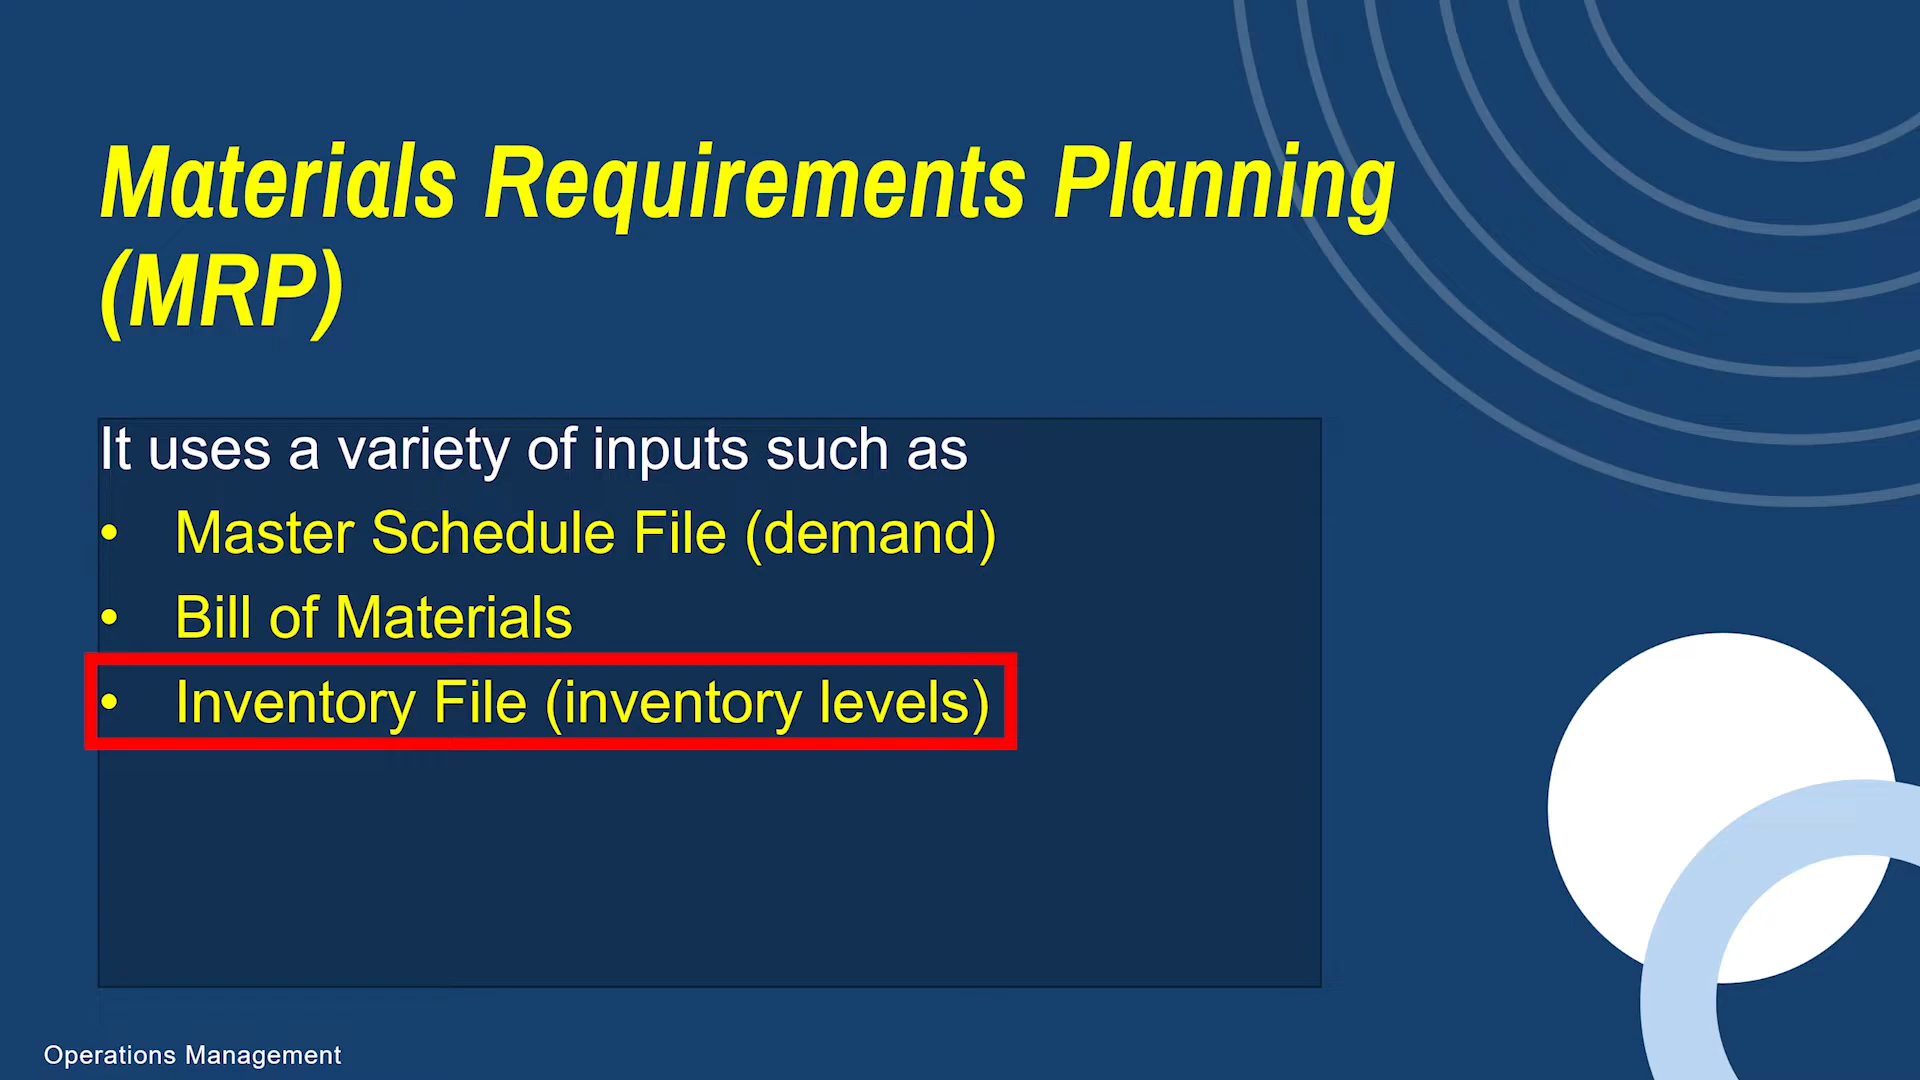 Materials Requirements Planning
(MRP)
It uses a variety of inputs such as
• Master Schedule File (demand)
• Bill of Materials
• Inventory File (inventory levels)
Operations Management